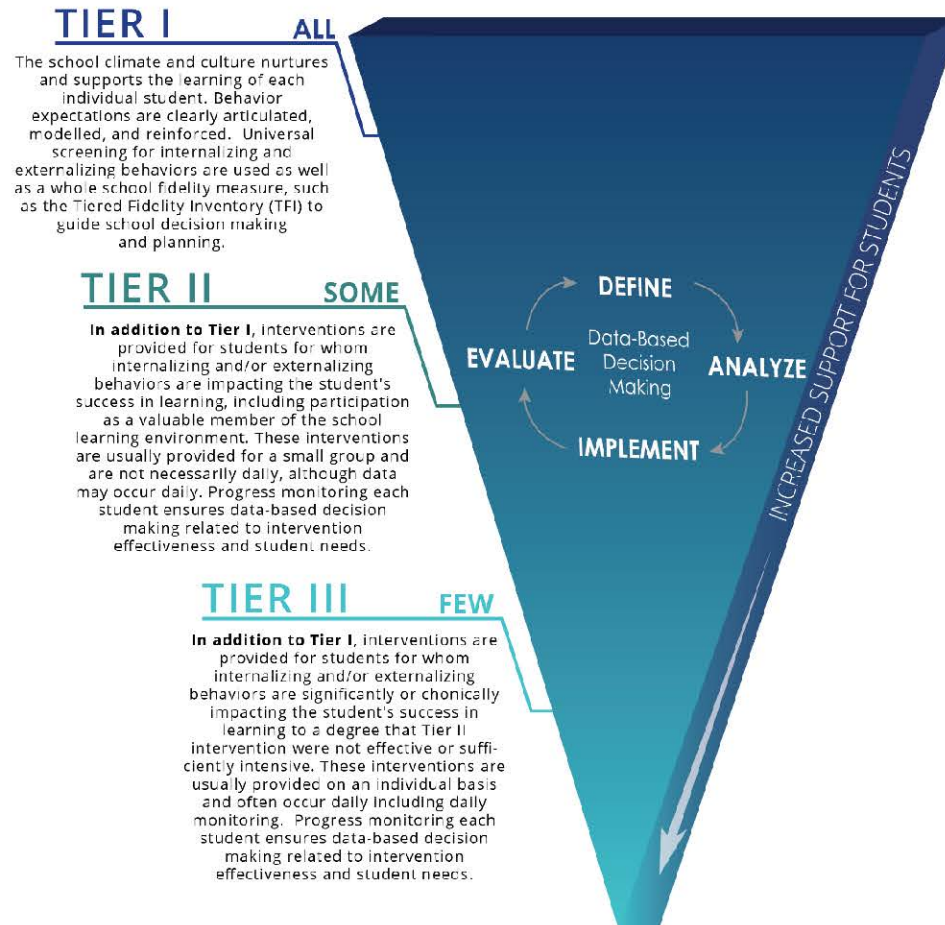 TIER I ALL
The school climate and culture nurtures
and supports the learning of each
individual student. Behavior
expectations are clearly articulated,
modelled, and reinforced. Universal
screening for internalizing and
externalizing behaviors are used as well
as a whole school fidelity measure, such
as the Tiered Fidelity Inventory (TFI) to
guide school decision making
and planning.
TIER II SOME
In addition to Tier I, interventions are
provided for students for whom
internalizing and/or externalizing
behaviors are impacting the student's
success in learning, including participation
as a valuable member of the school
learning environment. These interventions
are usually provided for a small group and
are not necessarily daily, although data
may occur daily. Progress monitoring each
student ensures data-based decision
making related to intervention
effectiveness and student needs.
TIER III FEW
In addition to Tier I, interventions are
provided for students for whom
internalizing and/or externalizing
behaviors are significantly or chonically
impacting the student's success in
learning to a degree that Tier II
intervention were not effective or suffi-
ciently intensive. These interventions are
usually provided on an individual basis
and often occur daily including daily
monitoring. Progress monitoring each
student ensures data-based decision
making related to intervention
effectiveness and student needs.
DEFINE
EVALUATE
Data-Based
Decision
Making
ANALYZE
IMPLEMENT
INCREASED SUPPORT FOR STUDENTS